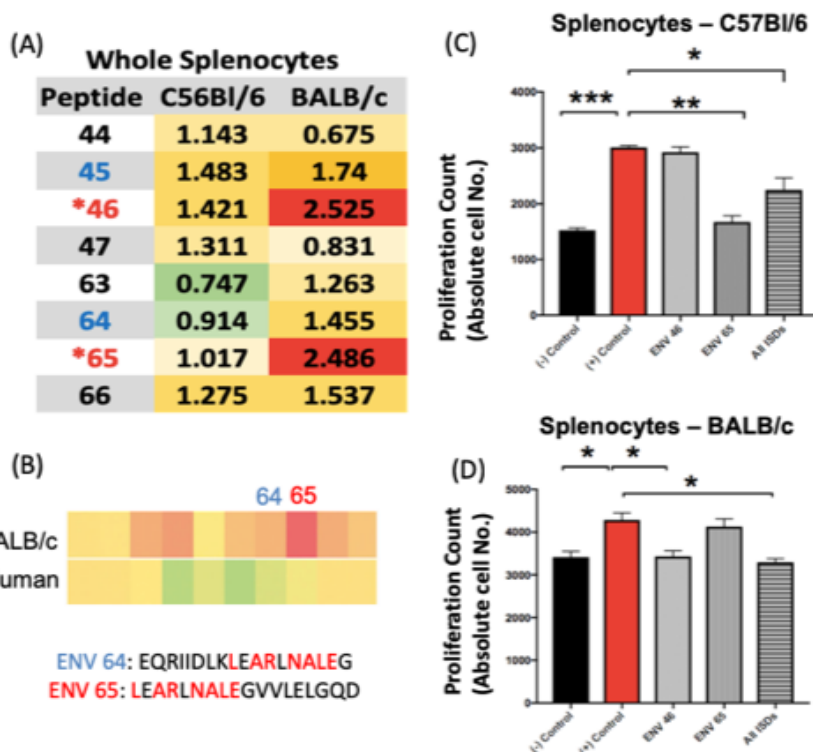 (A)
Whole Splenocytes
Peptide C56Bl/6 BALB/c
44 1.143 0.675
45 1.483 1.74
*46 1.421 2.525
47 1.311 0.831
63 0.747 1.263
64 0.914 1.455
*65 1.017 2.486
66 1.275 1.537
(B)
64 65
ALB/c
uman
ENV 64: EQRIIDLKLEARLNALEG
ENV 65: LEARLNALEGVVLELGQD
(C)
Splenocytes – C57Bl/6
*
***
**
Proliferation Count
(Absolute cell No.)
4000
3000
2000
1000
0
(-) Control
(+) Control
ENV 46
ENV 65
All ISDs
(D)
Splenocytes – BALB/c
* *
*
Proliferation Count
(Absolute cell No.)
5000
4000
3000
2000
1000
0
(-) Control
(+) Control
ENV 46
ENV 65
All ISDs